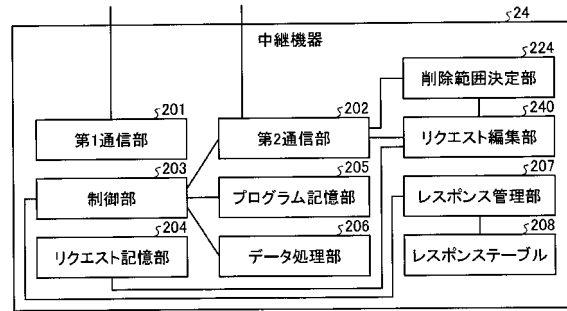 24
中継機器
224
削除範囲決定部
201
第1通信部
202
第2通信部
240
リクエスト編集部
203
制御部
205
プログラム記憶部
207
レスポンス管理部
204
リクエスト記憶部
206
データ処理部
208
レスポンステーブル